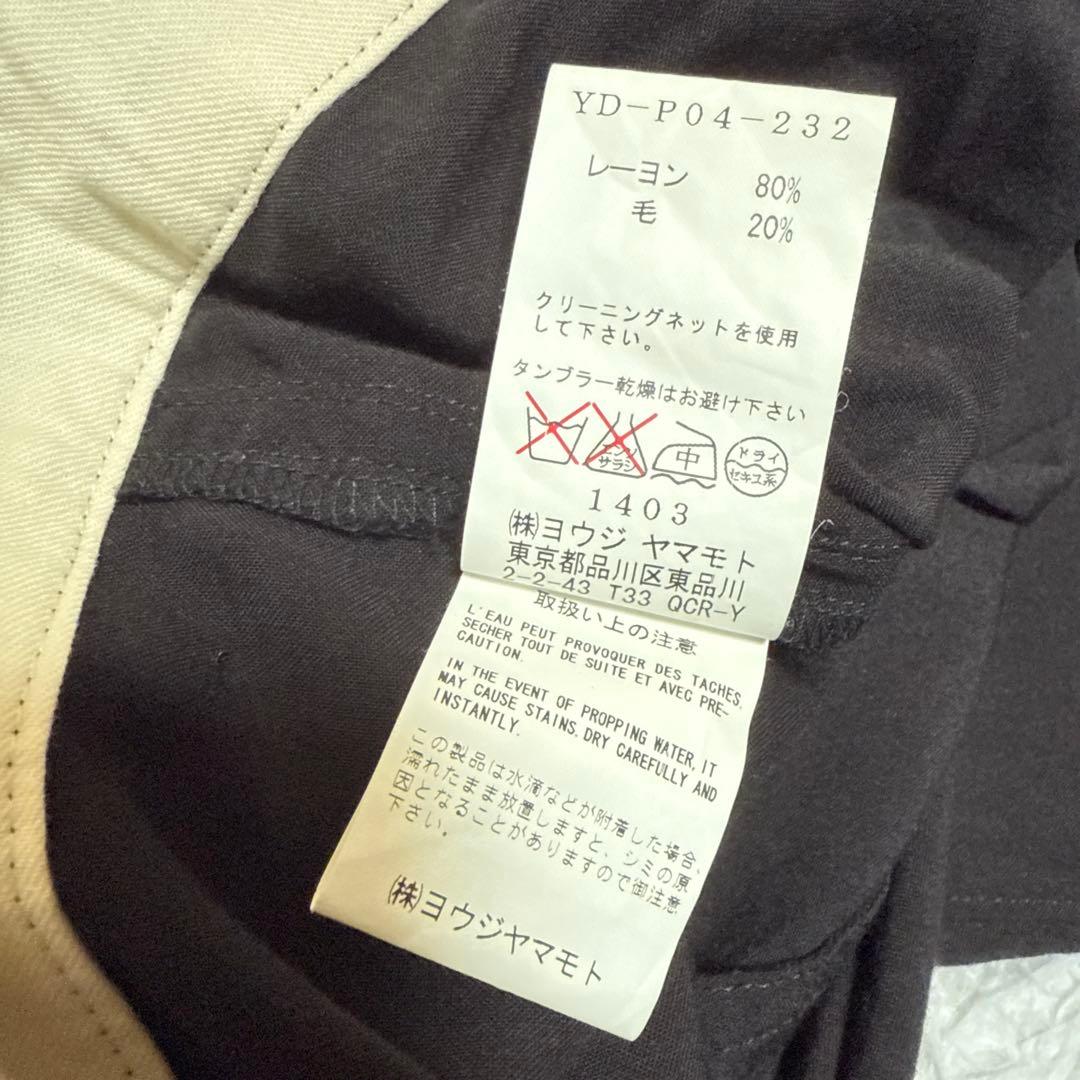 YD-P04-232
レーヨン 80%
毛 20%
クリーニングネットを使用
して下さい。
タンブラー乾燥はお避け下さい
エンソ
サラシ
中
ドライ
セキユ系
1403
(株)ヨウジ ヤマモト
東京都品川区東品川
2-2-43 T33 QCR-Y
取扱い上の注意
L'EAU PEUT PROVOQUER DES TACHES.
SECHER TOUT DE SUITE ET AVEC PRE-
CAUTION.
IN THE EVENT OF PROPPING WATER, IT
MAY CAUSE STAINS. DRY CAREFULLY AND
INSTANTLY.
この製品は水滴などが附着した場合、
濡れたまま放置しますと、シミの原
因となることがありますので御注意
下さい。
(株)ヨウジヤマモト